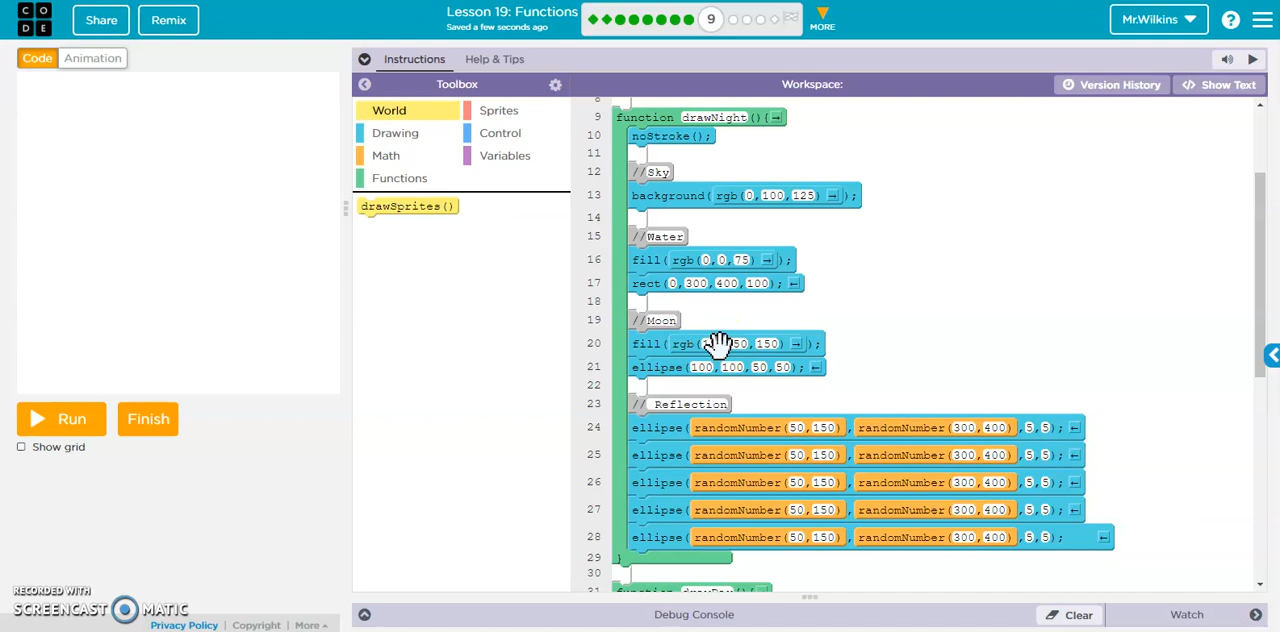 C O
D E
Share
Remix
Lesson 19: Functions
Saved a few seconds ago
9
MORE
Mr.Wilkins
?
Code
Animation
Instructions
Help & Tips
Toolbox
Workspace:
Version History
</> Show Text
World
Sprites
Drawing
Control
Math
Variables
Functions
drawSprites()
8
9 function drawNight(){
10 noStroke();
11
12 //Sky
13 background(rgb(0,100,125));
14
15 //Water
16 fill(rgb(0,0,75));
17 rect(0,300,400,100);
18
19 //Moon
20 fill(rgb( 50,150));
21 ellipse(100,100,50,50);
22
23 // Reflection
24 ellipse(randomNumber(50,150),randomNumber(300,400),5,5);
25 ellipse(randomNumber(50,150),randomNumber(300,400),5,5);
26 ellipse(randomNumber(50,150),randomNumber(300,400),5,5);
27 ellipse(randomNumber(50,150),randomNumber(300,400),5,5);
28 ellipse(randomNumber(50,150),randomNumber(300,400),5,5);
29 }
30
Run
Finish
Show grid
RECORDED WITH
SCREENCAST MATIC
Privacy Policy | Copyright | More
Debug Console
Clear
Watch